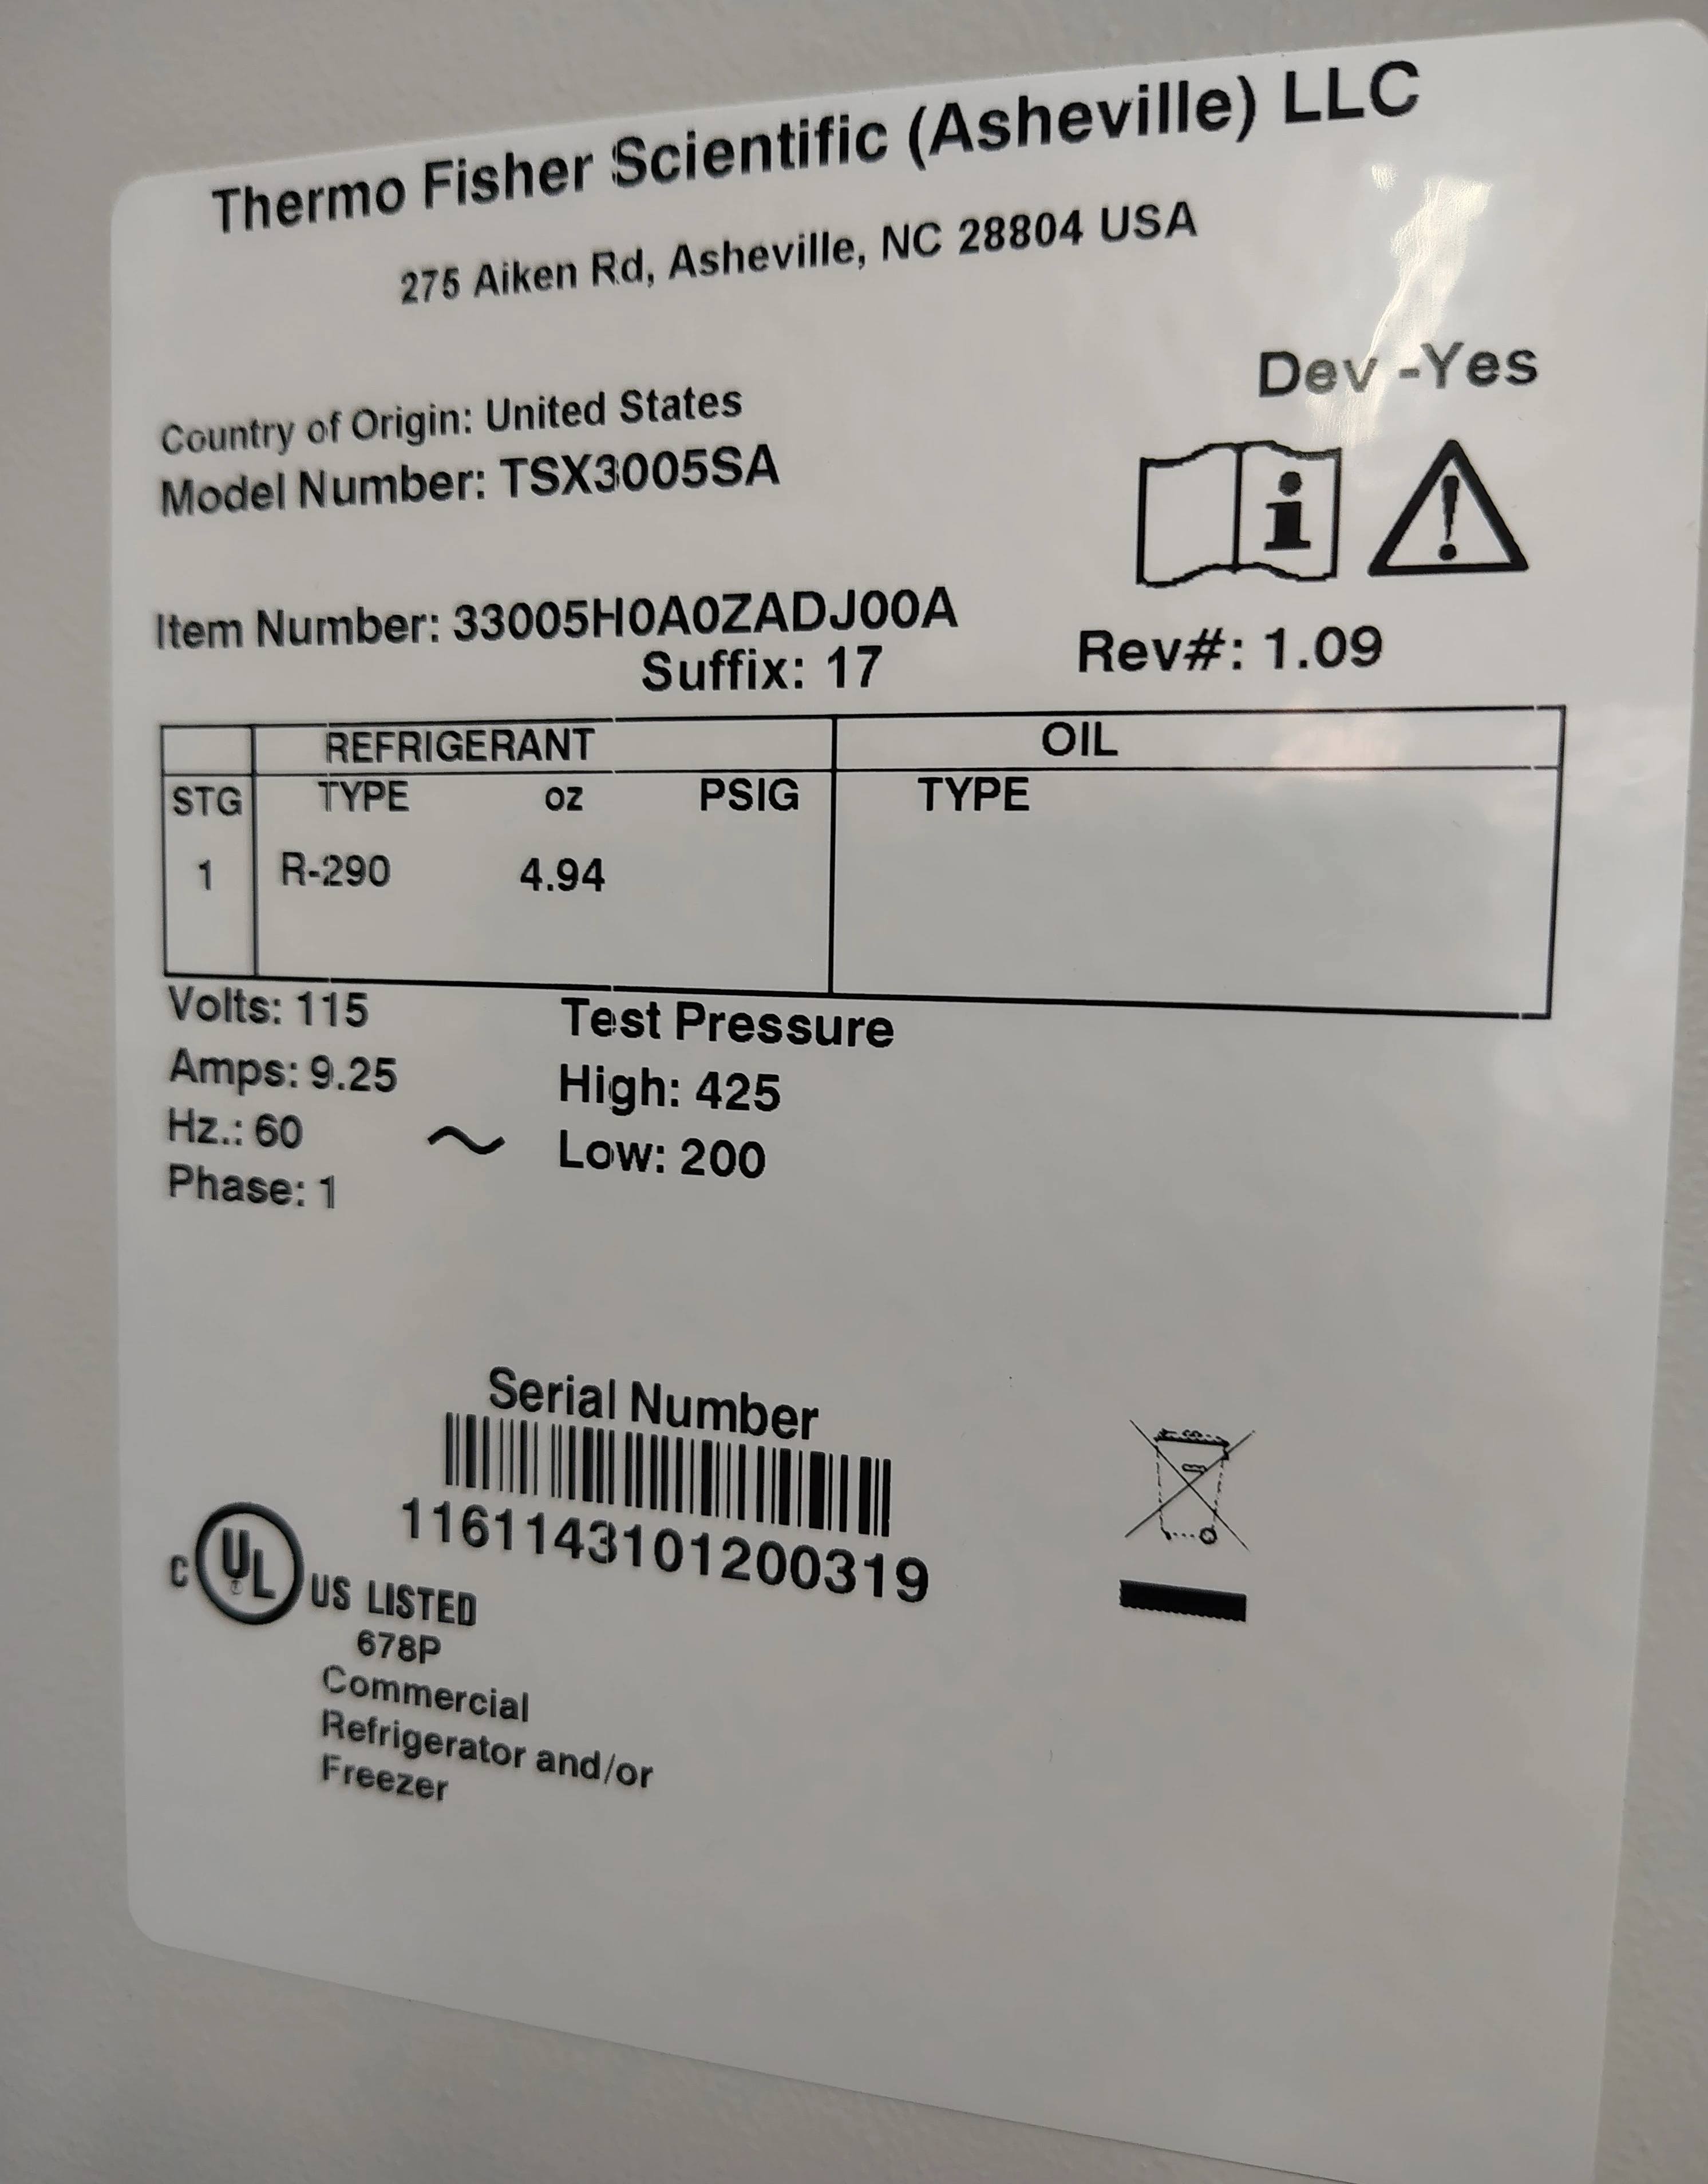 Thermo Fisher Scientific (Asheville) LLC
275 Aiken Rd, Asheville, NC 28804 USA
Dev -Yes
Country of Origin: United States
Model Number: TSX3005SA
Item Number: 33005H0A0ZADJ00A
Suffix: 17
Rev#: 1.09
REFRIGERANT OIL
STG TYPE oz PSIG TYPE
1 R-290 4.94
Volts: 115
Amps: 9.25
Hz.: 60
Phase: 1
Test Pressure
High: 425
Low: 200
Serial Number
1161143101200319
C UL US LISTED
678P
Commercial
Refrigerator and/or
Freezer